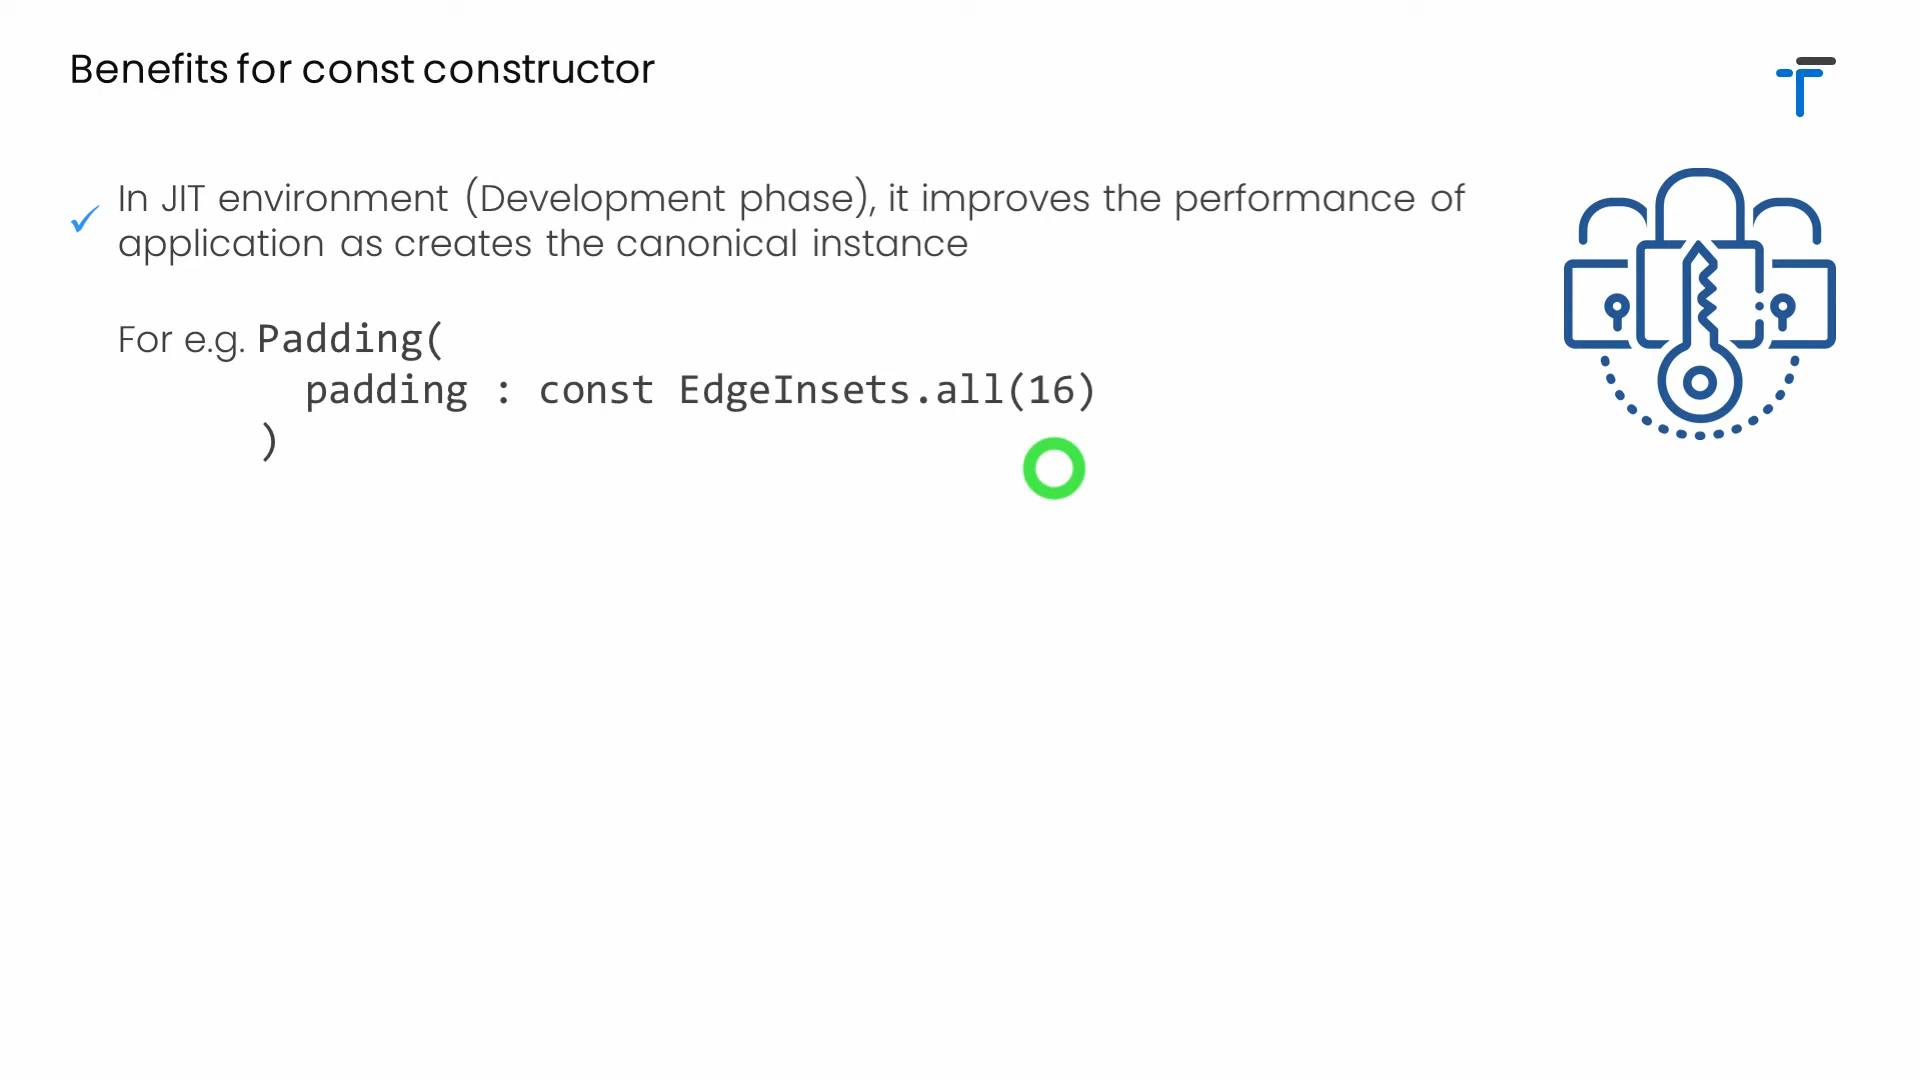 Benefits for const constructor
In JIT environment (Development phase), it improves the performance of
application as creates the canonical instance
For e.g. Padding(
padding : const EdgeInsets.all(16)
)